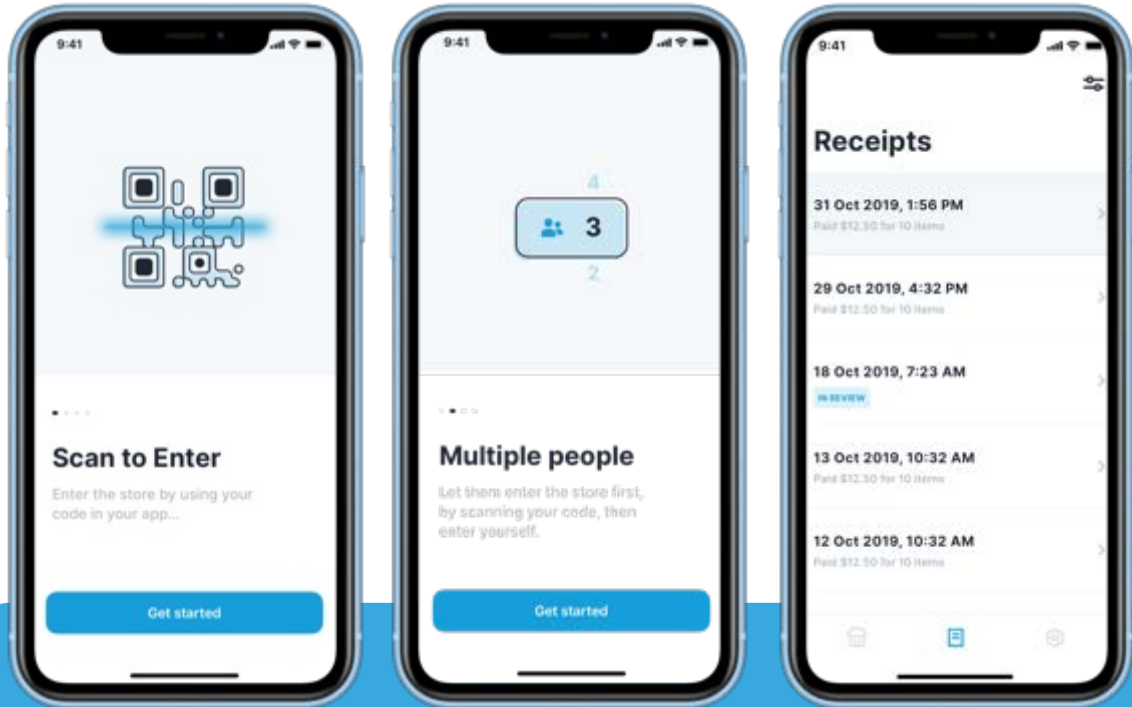 9:41
Scan to Enter
Enter the store by using your
code in your app...
Get started
9:41
4
3
2
Multiple people
Let them enter the store first,
by scanning your code, then
enter yourself.
Get started
9:41
Receipts
31 Oct 2019, 1:56 PM
Paid $12.50 for 10 items
29 Oct 2019, 4:32 PM
Paid $12.50 for 10 items
18 Oct 2019, 7:23 AM
IN REVIEW
13 Oct 2019, 10:32 AM
Paid $12.50 for 10 items
12 Oct 2019, 10:32 AM
Paid $12.50 for 10 items